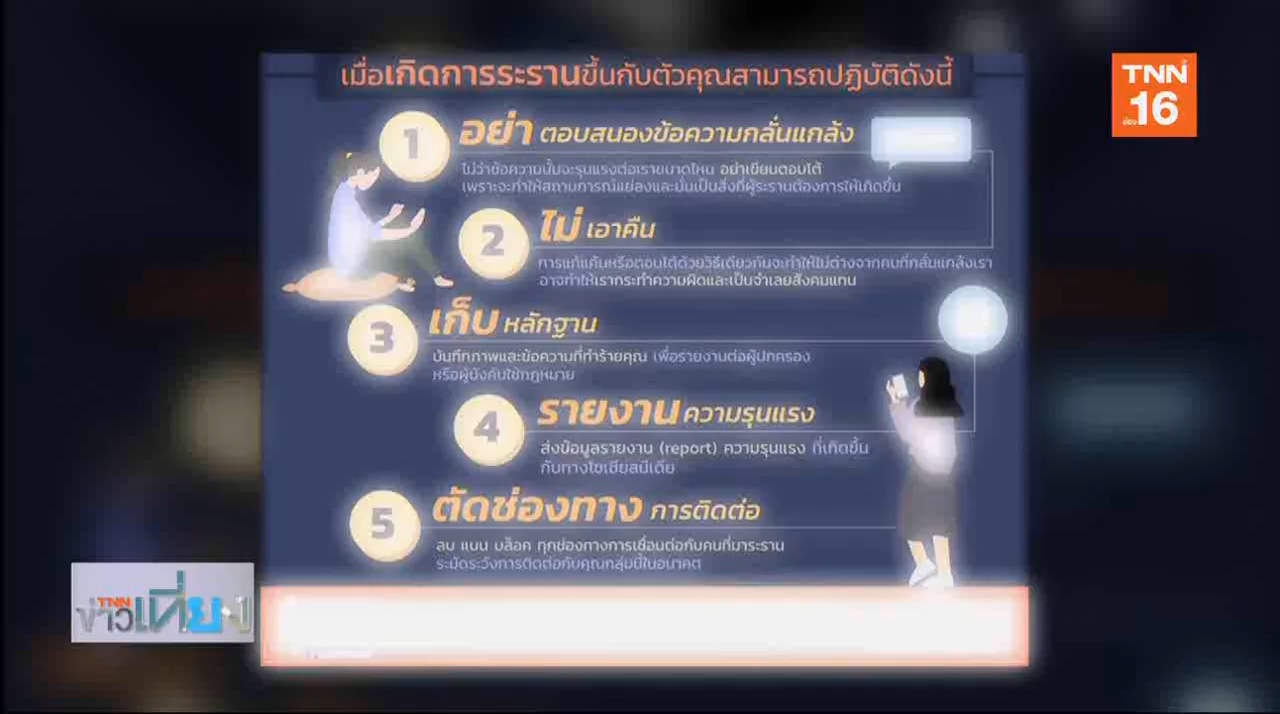 เมื่อเกิดการระรานขึ้นกับตัวคุณสามารถปฏิบัติดังนี้
TNN
ช่อง 16
1 อย่า ตอบสนองข้อความกลั่นแกล้ง
ไม่ว่าข้อความนั้นจะรุนแรงต่อเราขนาดไหน อย่าเขียนตอบโต้
เพราะจะทำให้สถานการณ์แย่ลงและนั่นเป็นสิ่งที่ผู้ระรานต้องการให้เกิดขึ้น
2 ไม่ เอาคืน
การแก้แค้นหรือตอบโต้ด้วยวิธีเดียวกันจะทำให้ไม่ต่างจากคนที่กลั่นแกล้งเรา
อาจทำให้เรากระทำความผิดและเป็นจำเลยสังคมแทน
3 เก็บ หลักฐาน
บันทึกภาพและข้อความที่ทำร้ายคุณ เพื่อรายงานต่อผู้ปกครอง
หรือผู้บังคับใช้กฎหมาย
4 รายงาน ความรุนแรง
ส่งข้อมูลรายงาน (report) ความรุนแรง ที่เกิดขึ้น
กับทางโซเชียลมีเดีย
5 ตัดช่องทาง การติดต่อ
ลบ แบน บล็อค ทุกช่องทางการเชื่อมต่อกับคนที่มาระราน
ระมัดระวังการติดต่อกับคุณกลุ่มนี้ในอนาคต
TNN
ข่าวเที่ยง